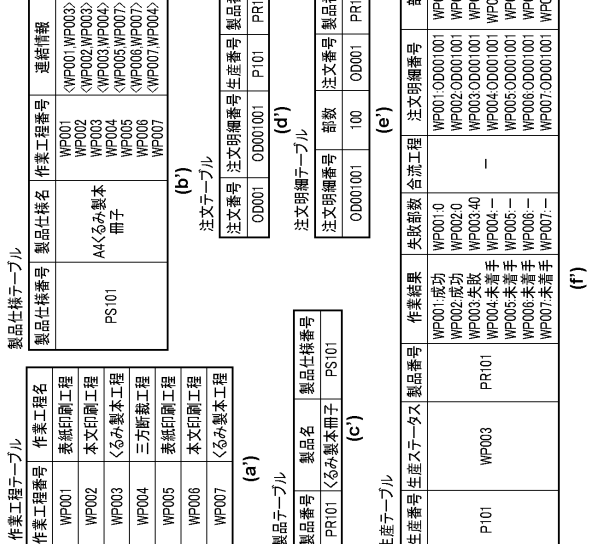 作業工程テーブル
作業工程番号 作業工程名
WP001 表紙印刷工程
WP002 本文印刷工程
WP003 くるみ製本工程
WP004 三方断裁工程
WP005 表紙印刷工程
WP006 本文印刷工程
WP007 くるみ製本工程
(a')
製品仕様テーブル
製品仕様番号 製品仕様名 作業工程番号 連結情報
PS101
A4くるみ製本
冊子
WP001 〈WP001,WP003〉
WP002 〈WP002,WP003〉
WP003 〈WP003,WP004〉
WP004 〈WP005,WP007〉
WP005 〈WP006,WP007〉
WP006 〈WP007,WP004〉
WP007
(b')
製品テーブル
製品番号 製品名 製品仕様番号
PR101 くるみ製本冊子 PS101
(c')
注文テーブル
注文番号 注文明細番号 生産番号 製品番
OD001 OD001001 P101 PR1
(d')
注文明細テーブル
注文明細番号 部数 注文番号 製品番
OD001001 100 OD001 PR1
(e')
生産テーブル
生産番号 生産ステータス 製品番号 作業結果 失敗部数 合流工程 注文明細番号 部
P101 WP003 PR101 －
WP001:成功 WP001:0 WP001:OD001001 WP0
WP002:成功 WP002:0 WP002:OD001001 WP0
WP003:失敗 WP003:40 WP003:OD001001 WP0
WP004:未着手 WP004:－ WP004:OD001001 WP0
WP005:未着手 WP005:－ WP005:OD001001 WP0
WP006:未着手 WP006:－ WP006:OD001001 WP0
WP007:未着手 WP007:－ WP007:OD001001 WP0
(f')